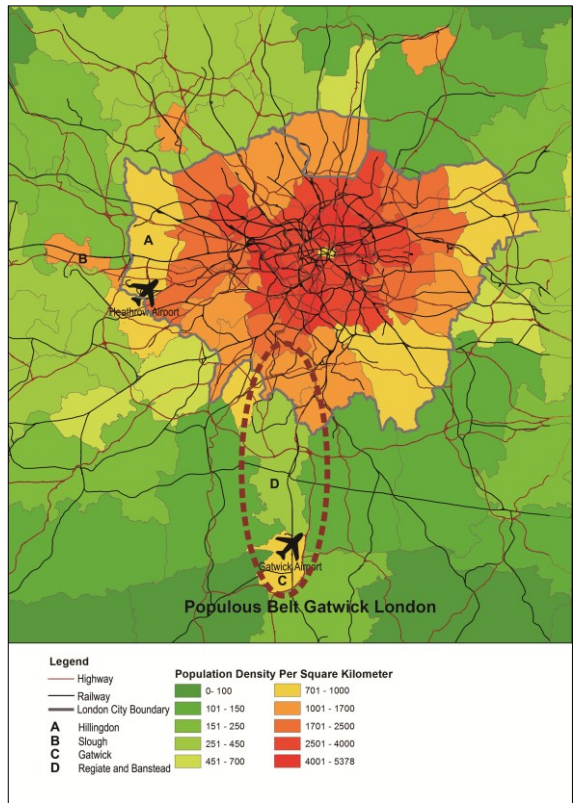 A
B
Heathrow Airport
D
Gatwick Airport
C
Populous Belt Gatwick London
Legend
Highway
Railway
London City Boundary
A Hillingdon
B Slough
C Gatwick
D Regiate and Banstead
Population Density Per Square Kilometer
0- 100
101 - 150
151 - 250
251 - 450
451 - 700
701 - 1000
1001 - 1700
1701 - 2500
2501 - 4000
4001 - 5378